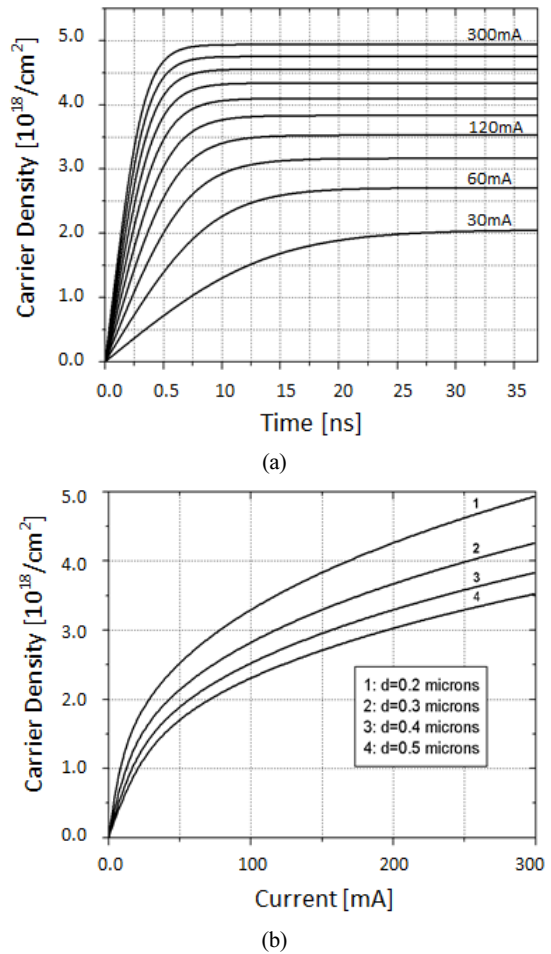 Carrier Density [10^18/cm^2]
5.0
4.0
3.0
2.0
1.0
0.0
300mA
120mA
60mA
30mA
0.0
0.5
10
15
20
25
30
35
Time [ns]
(a)
Carrier Density [10^18/cm^2]
5.0
4.0
3.0
2.0
1.0
0.0
1
2
3
4
1: d=0.2 microns
2: d=0.3 microns
3: d=0.4 microns
4: d=0.5 microns
0.0
100
200
300
Current [mA]
(b)